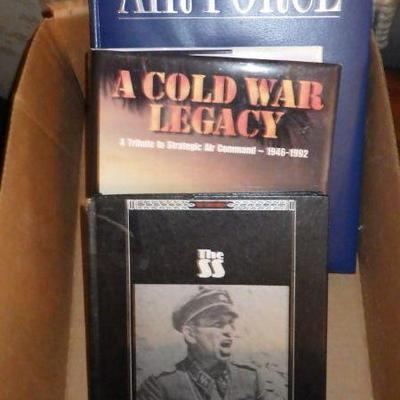 AIR FORCE
A COLD WAR
LEGACY
A Tribute to Strategic Air Command ~ 1946-1992
The
SS